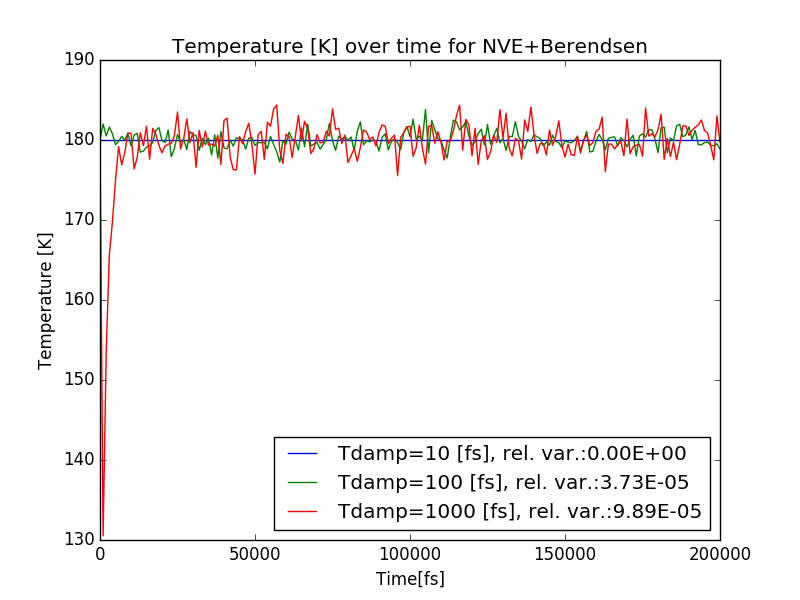 Temperature [K] over time for NVE+Berendsen
190
180
170
160
150
140
130
Temperature [K]
Tdamp=10 [fs], rel. var.:0.00E+00
Tdamp=100 [fs], rel. var.:3.73E-05
Tdamp=1000 [fs], rel. var.:9.89E-05
0 50000 100000 150000 200000
Time[fs]